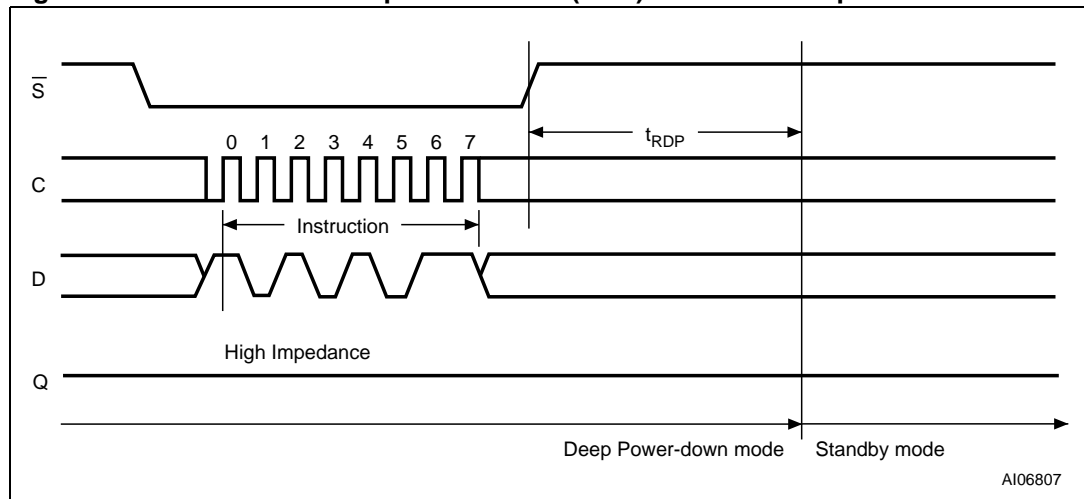 S
tRDP
0 1 2 3 4 5 6 7
C
Instruction
D
High Impedance
Q
Deep Power-down mode Standby mode
AI06807